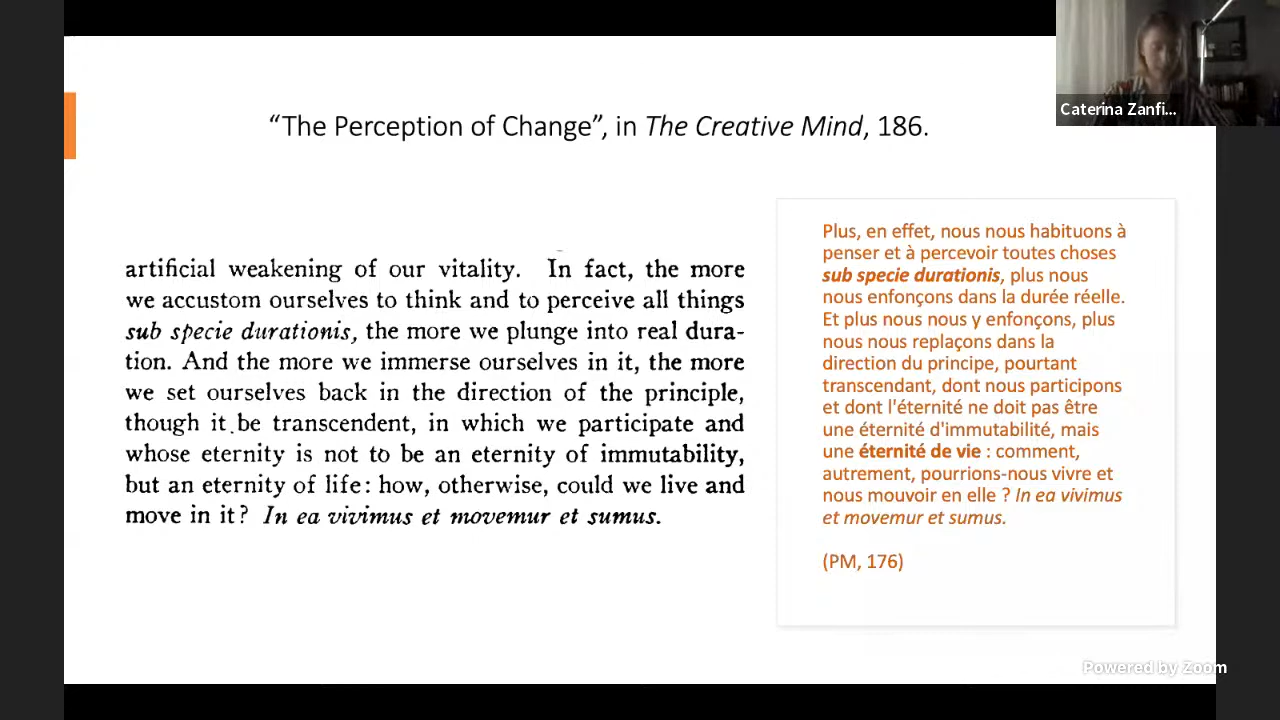 Caterina Zanfi...
“The Perception of Change”, in The Creative Mind, 186.
artificial weakening of our vitality. In fact, the more
we accustom ourselves to think and to perceive all things
sub specie durationis, the more we plunge into real dura-
tion. And the more we immerse ourselves in it, the more
we set ourselves back in the direction of the principle,
though it be transcendent, in which we participate and
whose eternity is not to be an eternity of immutability,
but an eternity of life: how, otherwise, could we live and
move in it? In ea vivimus et movemur et sumus.
Plus, en effet, nous nous habituons à
penser et à percevoir toutes choses
sub specie durationis, plus nous
nous enfonçons dans la durée réelle.
Et plus nous nous y enfonçons, plus
nous nous replaçons dans la
direction du principe, pourtant
transcendant, dont nous participons
et dont l'éternité ne doit pas être
une éternité d'immutabilité, mais
une éternité de vie : comment,
autrement, pourrions-nous vivre et
nous mouvoir en elle ? In ea vivimus
et movemur et sumus.
(PM, 176)
Powered by Zoom